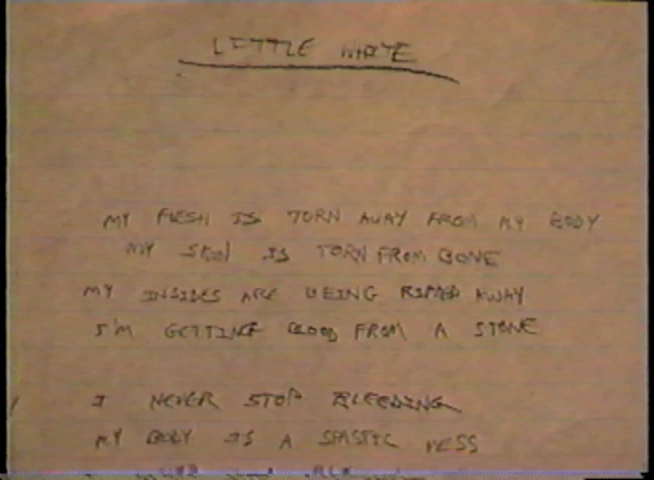 LITTLE WHITE
MY FLESH IS TORN AWAY FROM MY BODY
MY SKIN IS TORN FROM BONE
MY INSIDES ARE BEING RIPPED AWAY
I'M GETTING BLOOD FROM A STONE
I NEVER STOP BLEEDING
MY BODY IS A SPASTIC MESS